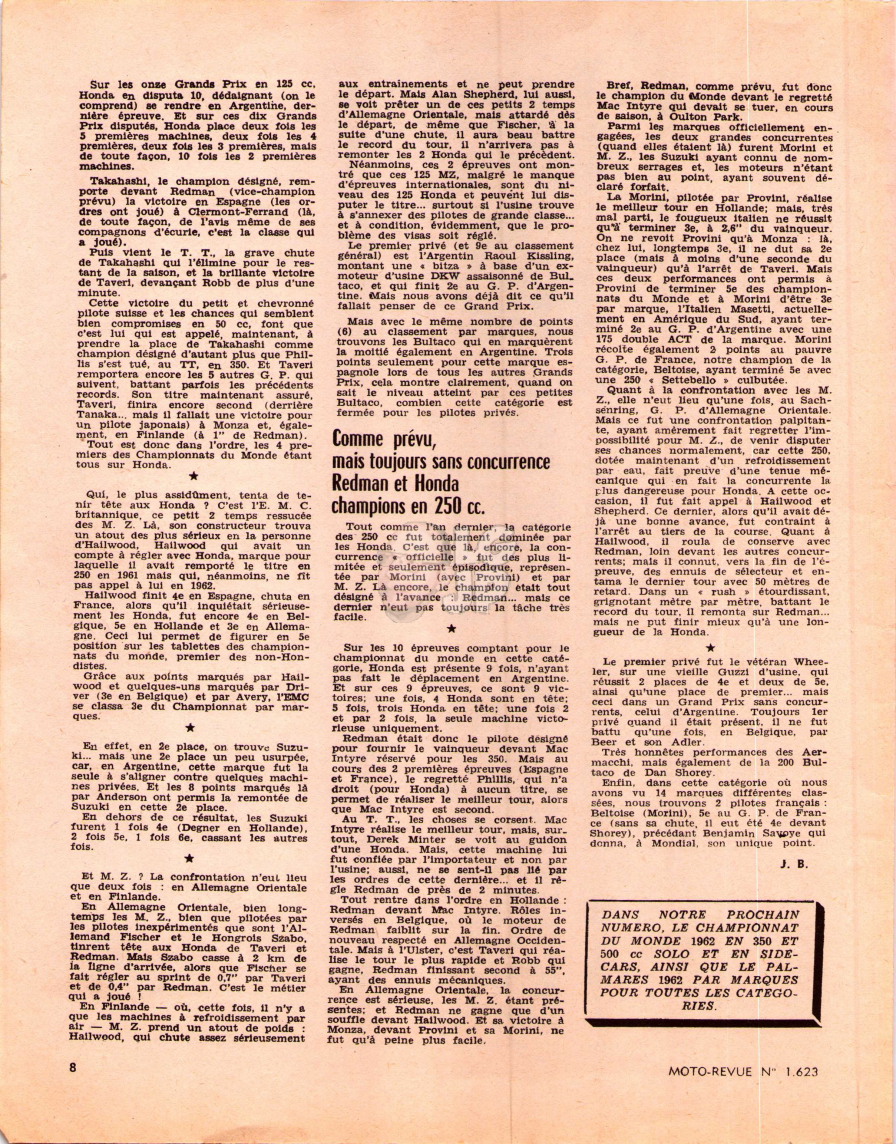 Sur les onze Grands Prix en 125 cc,
Honda en disputa 10, dédaignant (on le
comprend) se rendre en Argentine, der-
nière épreuve. Et sur ces dix Grands
Prix disputés, Honda place deux fois les
5 premières machines, deux fois les 4
premières, deux fois les 3 premières, mais
de toute façon, 10 fois les 2 premières
machines.
Takahashi, le champion désigné, rem-
porte devant Redman (vice-champion
prévu) la victoire en Espagne (les or-
dres ont joué) à Clermont-Ferrand (là,
de toute façon, de l'avis même de ses
compagnons d'écurie, c'est la classe qui
a joué).
Puis vient le T. T., la grave chute
de Takahashi qui l'élimine pour le res-
tant de la saison, et la brillante victoire
de Taveri, devançant Robb de plus d'une
minute.
Cette victoire du petit et chevronné
pilote suisse et les chances qui semblent
bien compromises en 50 cc, font que
c'est lui qui est appelé, maintenant, à
prendre la place de Takahashi comme
champion désigné d'autant plus que Phil-
lis s'est tué, au TT, en 350. Et Taveri
remportera encore les 5 autres G. P. qui
suivent, battant parfois les précédents
records. Son titre maintenant assuré,
Taveri, finira encore second (derrière
Tanaka... mais il fallait une victoire pour
un pilote japonais) à Monza et, égale-
ment, en Finlande (à 1" de Redman).
Tout est donc dans l'ordre, les 4 pre-
miers des Championnats du Monde étant
tous sur Honda.
★
Qui, le plus assidûment, tenta de te-
nir tête aux Honda ? C'est l'E. M. C.
britannique, ce petit 2 temps ressucée
des M. Z. Là, son constructeur trouva
un atout des plus sérieux en la personne
d'Hailwood, Hailwood qui avait un
compte à régler avec Honda, marque pour
laquelle il avait remporté le titre en
250 en 1961 mais qui, néanmoins, ne fît
pas appel à lui en 1962.
Hailwood finit 4e en Espagne, chuta en
France, alors qu'il inquiétait sérieuse-
ment les Honda, fut encore 4e en Bel-
gique, 5e en Hollande et 3e en Allema-
gne. Ceci lui permet de figurer en 5e
position sur les tablettes des champion-
nats du monde, premier des non-Hon-
distes.
Grâce aux points marqués par Hail-
wood et quelques-uns marqués par Dri-
ver (3e en Belgique) et par Avery, l'EMC
se classa 3e du Championnat par mar-
ques.
★
En effet, en 2e place, on trouve Suzu-
ki... mais une 2e place un peu usurpée,
car, en Argentine, cette marque fut la
seule à s'aligner contre quelques machi-
nes privées. Et les 8 points marqués là
par Anderson ont permis la remontée de
Suzuki en cette 2e place.
En dehors de ce résultat, les Suzuki
furent 1 fois 4e (Degner en Hollande),
2 fois 5e, 1 fois 6e, cassant les autres
fois.
★
Et M. Z. ? La confrontation n'eut lieu
que deux fois : en Allemagne Orientale
et en Finlande.
En Allemagne Orientale, bien long-
temps les M. Z., bien que pilotées par
les pilotes inexpérimentés que sont l'Al-
lemand Fischer et le Hongrois Szabo,
tinrent tête aux Honda de Taveri et
Redman. Mais Szabo casse à 2 km de
la ligne d'arrivée, alors que Fischer se
fait régler au sprint de 0,7" par Taveri
et de 0,4" par Redman. C'est le métier
qui a joué !
En Finlande — où, cette fois, il n'y a
que les machines à refroidissement par
air — M. Z. prend un atout de poids :
Hailwood, qui chute assez sérieusement
aux entrainements et ne peut prendre
le départ. Mais Alan Shepherd, lui aussi,
se voit prêter un de ces petits 2 temps
d'Allemagne Orientale, mais attardé dès
le départ, de même que Fischer, à la
suite d'une chute, il aura beau battre
le record du tour, il n'arrivera pas à
remonter les 2 Honda qui le précèdent.
Néanmoins, ces 2 épreuves ont mon-
tré que ces 125 MZ, malgré le manque
d'épreuves internationales, sont du ni-
veau des 125 Honda et peuvent lui dis-
puter le titre... surtout si l'usine trouve
à s'annexer des pilotes de grande classe...
et à condition, évidemment, que le pro-
blème des visas soit réglé.
Le premier privé (et 9e au classement
général) est l'Argentin Raoul Kissling,
montant une « bitza » à base d'un ex-
moteur d'usine DKW assaisonné de Bul-
taco, et qui finit 2e au G. P. d'Argen-
tine. Mais nous avons déjà dit ce qu'il
fallait penser de ce Grand Prix.
Mais avec le même nombre de points
(6) au classement par marques, nous
trouvons les Bultaco qui en marquèrent
la moitié également en Argentine. Trois
points seulement pour cette marque es-
pagnole lors de tous les autres Grands
Prix, cela montre clairement, quand on
sait le niveau atteint par ces petites
Bultaco, combien cette catégorie est
fermée pour les pilotes privés.
Comme prévu,
mais toujours sans concurrence
Redman et Honda
champions en 250 cc.
Tout comme l'an dernier, la catégorie
des 250 cc fut totalement dominée par
les Honda. C'est que là, encore, la con-
currence « officielle » fut des plus li-
mitée et seulement épisodique, représen-
tée par Morini (avec Provini) et par
M. Z. Là encore, le champion était tout
désigné à l'avance : Redman... mais ce
dernier n'eut pas toujours la tâche très
facile.
★
Sur les 10 épreuves comptant pour le
championnat du monde en cette caté-
gorie, Honda est présente 9 fois, n'ayant
pas fait le déplacement en Argentine.
Et sur ces 9 épreuves, ce sont 9 vic-
toires; une fois, 4 Honda sont en tête;
5 fois, trois Honda en tête; une fois 2
et par 2 fois, la seule machine victo-
rieuse uniquement.
Redman était donc le pilote désigné
pour fournir le vainqueur devant Mac
Intyre réservé pour les 350. Mais au
cours des 2 premières épreuves (Espagne
et France), le regretté Phillis, qui n'a
droit (pour Honda) à aucun titre, se
permet de réaliser le meilleur tour, alors
que Mac Intyre est second.
Au T. T., les choses se corsent. Mac
Intyre réalise le meilleur tour, mais, sur-
tout, Derek Minter se voit au guidon
d'une Honda. Mais, cette machine lui
fut confiée par l'importateur et non par
l'usine; aussi, ne se sent-il pas lié par
les ordres de cette dernière... et il rè-
gle Redman de près de 2 minutes.
Tout rentre dans l'ordre en Hollande :
Redman devant Mac Intyre. Rôles in-
versés en Belgique, où le moteur de
Redman faiblit sur la fin. Ordre de
nouveau respecté en Allemagne Occiden-
tale. Mais à l'Ulster, c'est Taveri qui réa-
lise le tour le plus rapide et Robb qui
gagne, Redman finissant second à 55",
ayant des ennuis mécaniques.
En Allemagne Orientale, la concur-
rence est sérieuse, les M. Z. étant pré-
sentes; et Redman ne gagne que d'un
souffle devant Hailwood. Et sa victoire à
Monza, devant Provini et sa Morini, ne
fut qu'à peine plus facile.
Bref, Redman, comme prévu, fut donc
le champion du Monde devant le regretté
Mac Intyre qui devait se tuer, en cours
de saison, à Oulton Park.
Parmi les marques officiellement en-
gagées, les deux grandes concurrentes
(quand elles étaient là) furent Morini et
M. Z., les Suzuki ayant connu de nom-
breux serrages et, les moteurs n'étant
pas bien au point, ayant souvent dé-
claré forfait.
La Morini, pilotée par Provini, réalise
le meilleur tour en Hollande; mais, très
mal parti, le fougueux italien ne réussit
qu'à terminer 3e, à 2,6" du vainqueur.
On ne revoit Provini qu'à Monza : là,
chez lui, longtemps 3e, il ne dut sa 2e
place (mais à moins d'une seconde du
vainqueur) qu'à l'arrêt de Taveri. Mais
ces deux performances ont permis à
Provini de terminer 5e des champion-
nats du Monde et à Morini d'être 3e
par marque, l'Italien Masetti, actuelle-
ment en Amérique du Sud, ayant ter-
miné 2e au G. P. d'Argentine avec une
175 double ACT de la marque. Morini
récolte également 2 points au pauvre
G. P. de France, notre champion de la
catégorie, Beltoise, ayant terminé 5e avec
une 250 « Settebello » culbutée.
Quant à la confrontation avec les M.
Z., elle n'eut lieu qu'une fois, au Sach-
senring, G. P. d'Allemagne Orientale.
Mais ce fut une confrontation palpitan-
te, ayant amèrement fait regretter l'im-
possibilité pour M. Z., de venir disputer
ses chances normalement, car cette 250,
dotée maintenant d'un refroidissement
par eau, fait preuve d'une tenue mé-
canique qui en fait la concurrente la
plus dangereuse pour Honda. A cette oc-
casion, il fut fait appel à Hailwood et
Shepherd. Ce dernier, alors qu'il avait dé-
jà une bonne avance, fut contraint à
l'arrêt au tiers de la course. Quant à
Hailwood, il roula de conserve avec
Redman, loin devant les autres concur-
rents; mais il connut, vers la fin de l'é-
preuve, des ennuis de sélecteur et en-
tama le dernier tour avec 50 mètres de
retard. Dans un « rush » étourdissant,
grignotant mètre par mètre, battant le
record du tour, il remonta sur Redman...
mais ne put finir mieux qu'à une lon-
gueur de la Honda.
★
Le premier privé fut le vétéran Whee-
ler, sur une vieille Guzzi d'usine, qui
réussit 2 places de 4e et deux de 5e,
ainsi qu'une place de premier... mais
ceci dans un Grand Prix sans concur-
rents, celui d'Argentine. Toujours 1er
privé quand il était présent, il ne fut
battu qu'une fois, en Belgique, par
Beer et son Adler.
Très honnêtes performances des Aer-
macchi, mais également de la 200 Bul-
taco de Dan Shorey.
Enfin, dans cette catégorie où nous
avons vu 14 marques différentes clas-
sées, nous trouvons 2 pilotes français :
Beltoise (Morini), 5e au G. P. de Fran-
ce (sans sa chute, il eut été 4e devant
Shorey), précédant Benjamin Savoye qui
donna, à Mondial, son unique point.
J. B.
DANS NOTRE PROCHAIN
NUMERO, LE CHAMPIONNAT
DU MONDE 1962 EN 350 ET
500 cc SOLO ET EN SIDE-
CARS, AINSI QUE LE PAL-
MARES 1962 PAR MARQUES
POUR TOUTES LES CATEGO-
RIES.
8
MOTO-REVUE N° 1.623